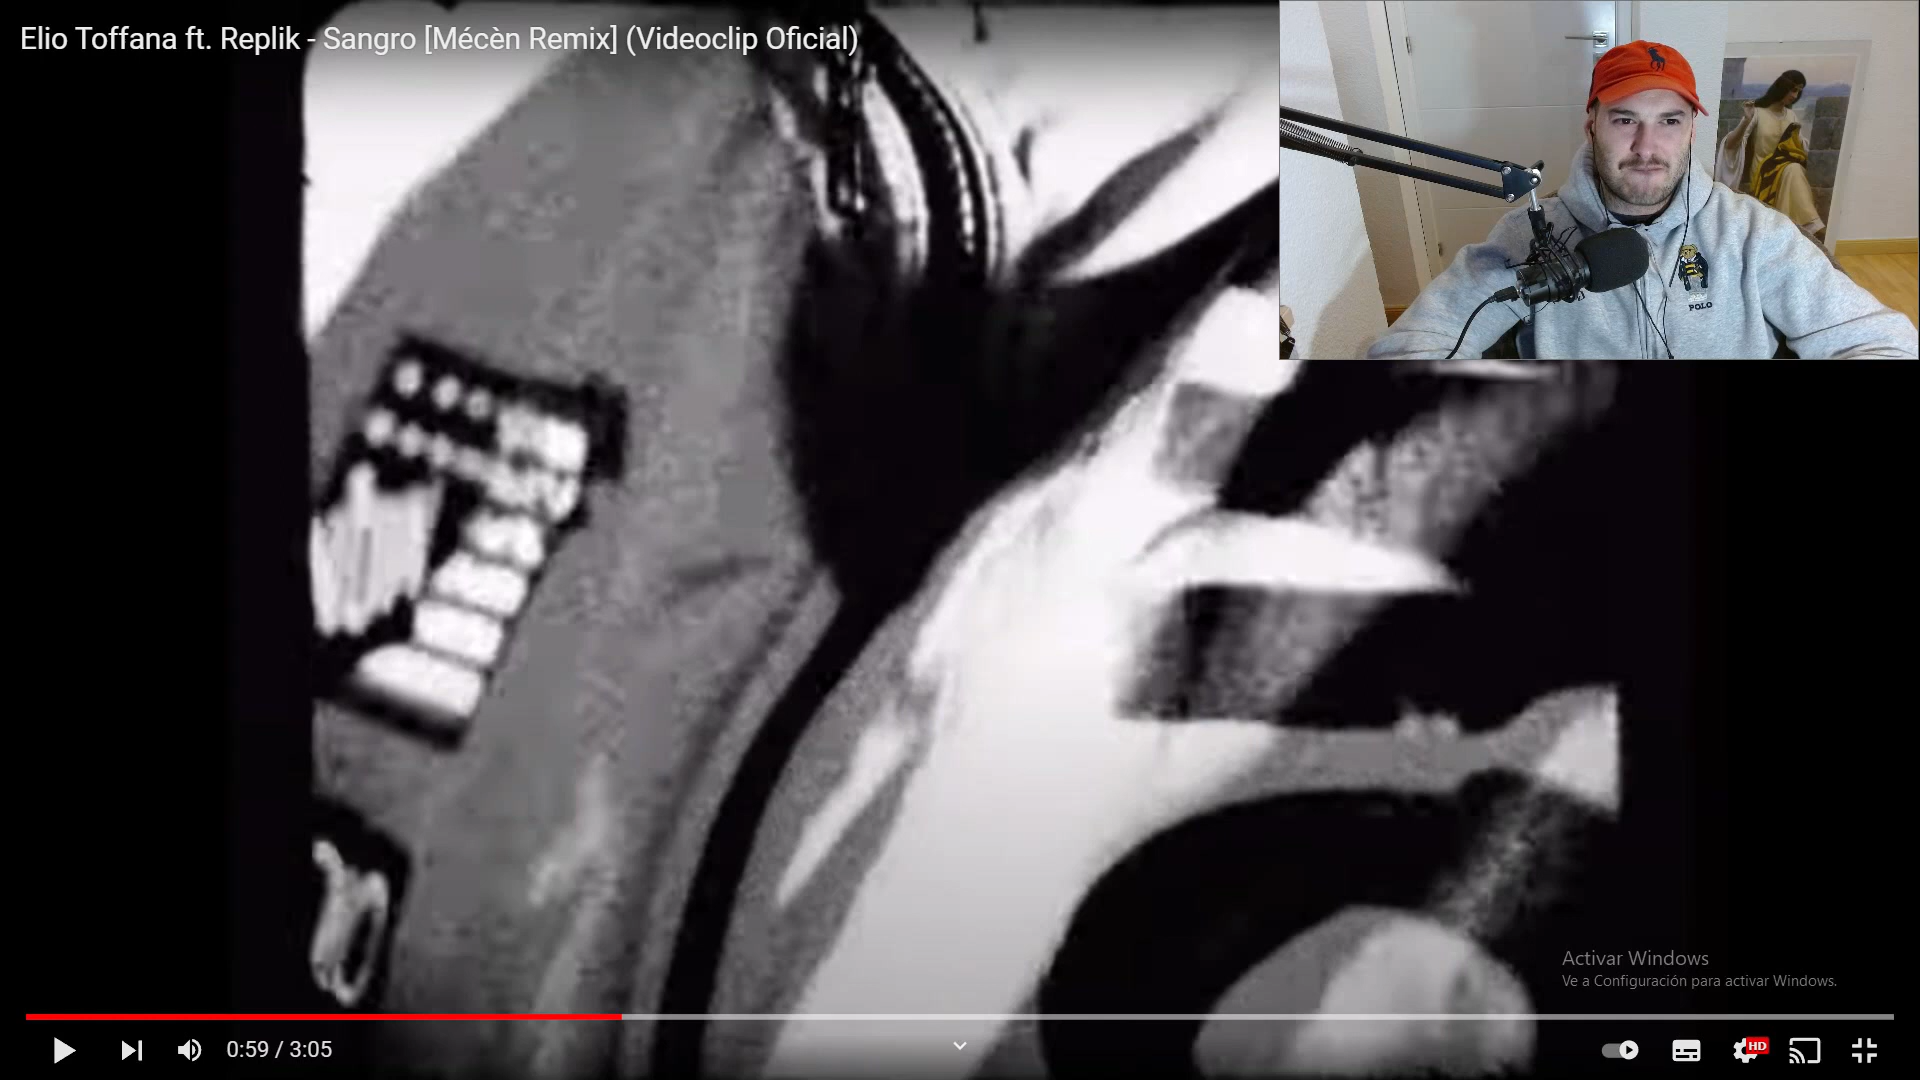 Elio Toffana ft. Replik - Sangro [Mécèn Remix] (Videoclip Oficial)
POLO
Activar Windows
Ve a Configuración para activar Windows.
0:59 / 3:05
HD